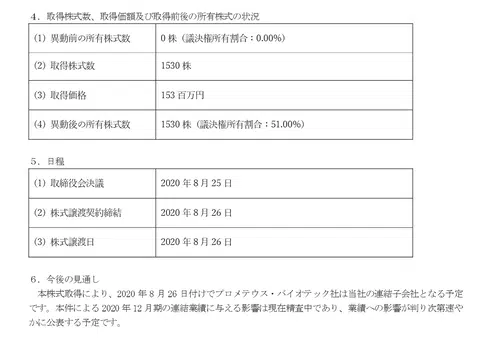 ４．取得株式数、取得価額及び取得前後の所有株式の状況
(1) 異動前の所有株式数 0 株（議決権所有割合：0.00%）
(2) 取得株式数 1530 株
(3) 取得価格 153 百万円
(4) 異動後の所有株式数 1530 株（議決権所有割合：51.00%）
５．日程
(1) 取締役会決議 2020 年 8 月 25 日
(2) 株式譲渡契約締結 2020 年 8 月 26 日
(3) 株式譲渡日 2020 年 8 月 26 日
６．今後の見通し
本株式取得により、2020 年 8 月 26 日付けでプロメテウス・バイオテック社は当社の連結子会社となる予定
です。本件による 2020 年 12 月期の連結業績に与える影響は現在精査中であり、業績への影響が判り次第速や
かに公表する予定です。